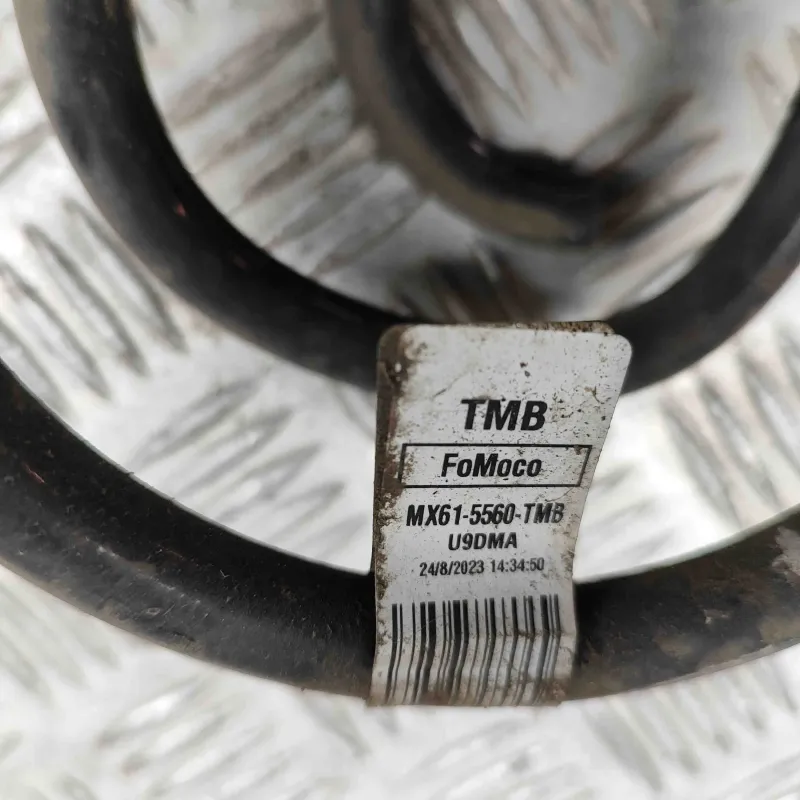 TMB
FoMoCo
MX61-5560-TMB
U9DMA
24/8/2023 14:34:50